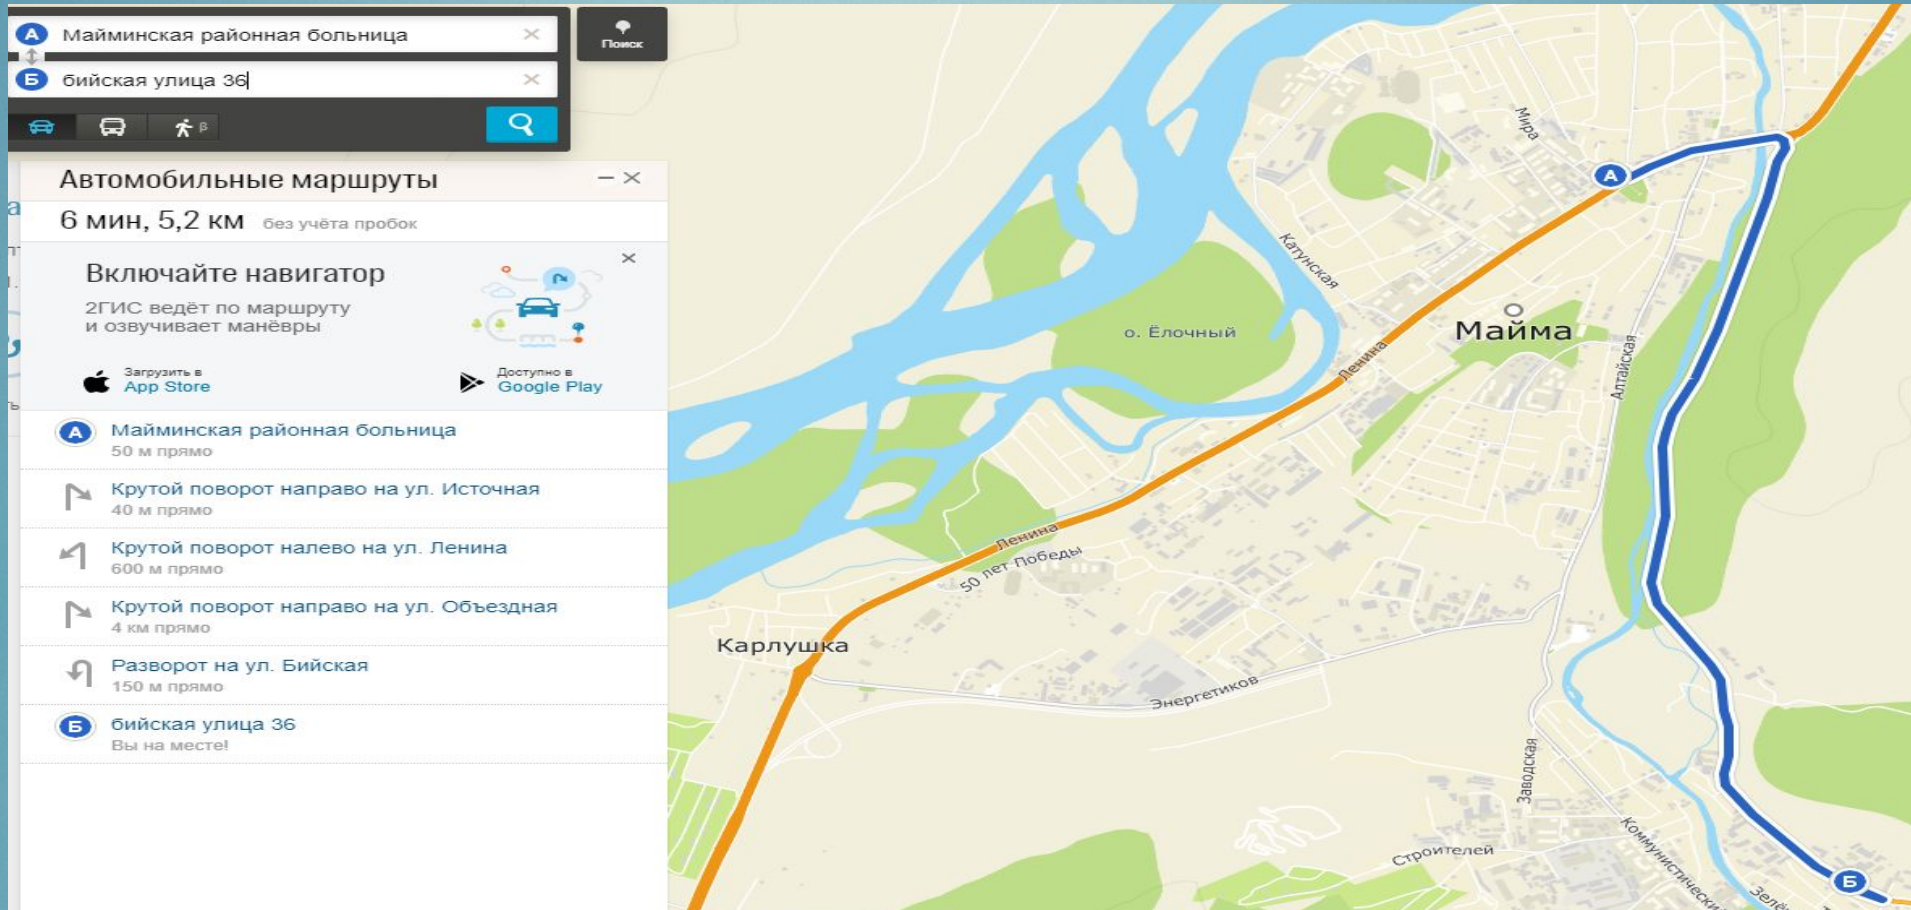 А Майминская районная больница
Б бийская улица 36
β
Поиск
Автомобильные маршруты
6 мин, 5,2 км без учёта пробок
Включайте навигатор
2ГИС ведёт по маршруту
и озвучивает манёвры
Загрузить в
App Store
Доступно в
Google Play
А Майминская районная больница
50 м прямо
Крутой поворот направо на ул. Источная
40 м прямо
Крутой поворот налево на ул. Ленина
600 м прямо
Крутой поворот направо на ул. Объездная
4 км прямо
Разворот на ул. Бийская
150 м прямо
Б бийская улица 36
Вы на месте!
Мира
А
Катунская
о. Ёлочный
Майма
Ленина
Алтайская
Ленина
50 лет Победы
Карлушка
Энергетиков
Заводская
Строителей
Б